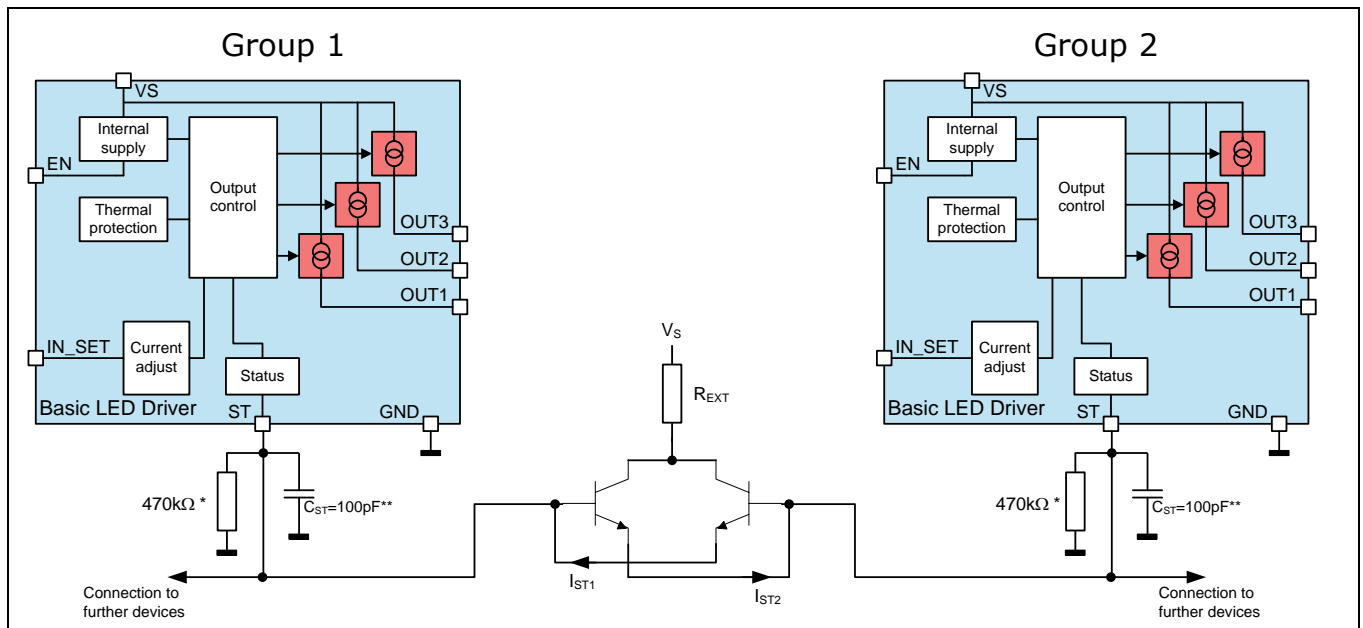 Group 1
VS
Internal
supply
EN
Output
control
Thermal
protection
OUT3
OUT2
OUT1
IN_SET
Current
adjust
Status
Basic LED Driver
ST
GND
470kΩ *
CST=100pF**
Connection to
further devices
VS
REXT
IST1
IST2
Group 2
VS
Internal
supply
EN
Output
control
Thermal
protection
OUT3
OUT2
OUT1
IN_SET
Current
adjust
Status
Basic LED Driver
ST
GND
470kΩ *
CST=100pF**
Connection to
further devices